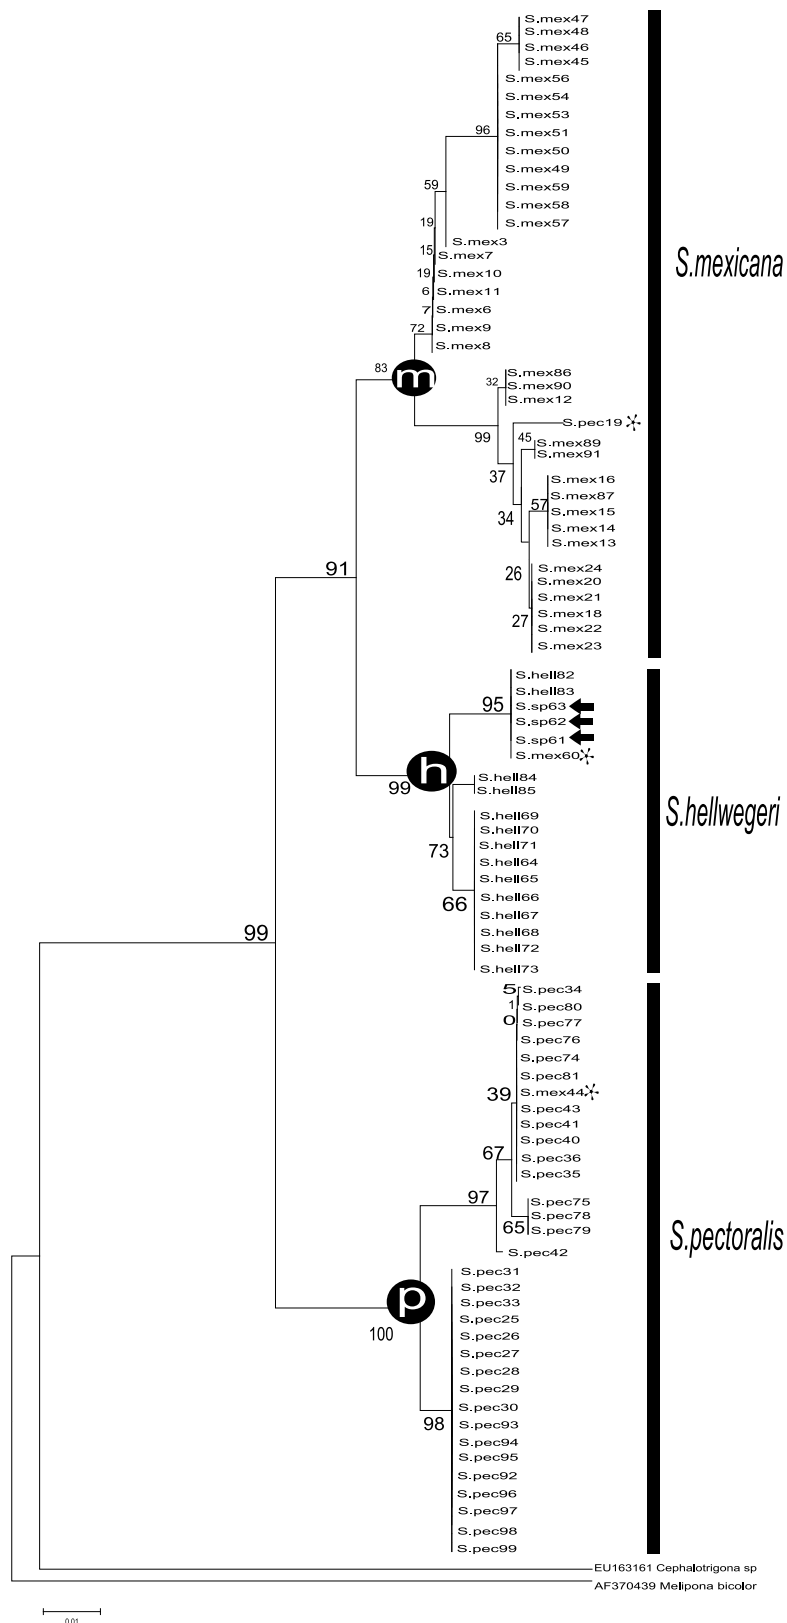 S.mex47
S.mex48
65
S.mex46
S.mex45
S.mex56
S.mex54
S.mex53
96
S.mex51
S.mex50
S.mex49
59
S.mex59
S.mex58
19
S.mex57
S.mex3
15
S.mex7
19
S.mex10
6
S.mex11
7
S.mex6
72
S.mex9
S.mex8
S.mexicana
83
m
S.mex86
32
S.mex90
S.mex12
S.pec19
99
45
S.mex89
S.mex91
37
S.mex16
S.mex87
57
S.mex15
34
S.mex14
S.mex13
S.mex24
26
S.mex20
S.mex21
S.mex18
27
S.mex22
S.mex23
91
S.hell82
S.hell83
95
S.sp63
S.sp62
S.sp61
S.mex60
99
h
S.hell84
S.hell85
S.hellwegeri
S.hell69
S.hell70
S.hell71
73
S.hell64
S.hell65
S.hell66
66
S.hell67
S.hell68
S.hell72
S.hell73
99
5
S.pec34
1
S.pec80
0
S.pec77
S.pec76
S.pec74
S.pec81
39
S.mex44
S.pec43
S.pec41
S.pec40
67
S.pec36
S.pec35
97
S.pec75
S.pec78
65
S.pec79
S.pec42
S.pectoralis
S.pec31
S.pec32
p
S.pec33
100
S.pec25
S.pec26
S.pec27
S.pec28
S.pec29
S.pec30
98
S.pec93
S.pec94
S.pec95
S.pec92
S.pec96
S.pec97
S.pec98
S.pec99
EU163161 Cephalotrigona sp
AF370439 Melipona bicolor
0.01